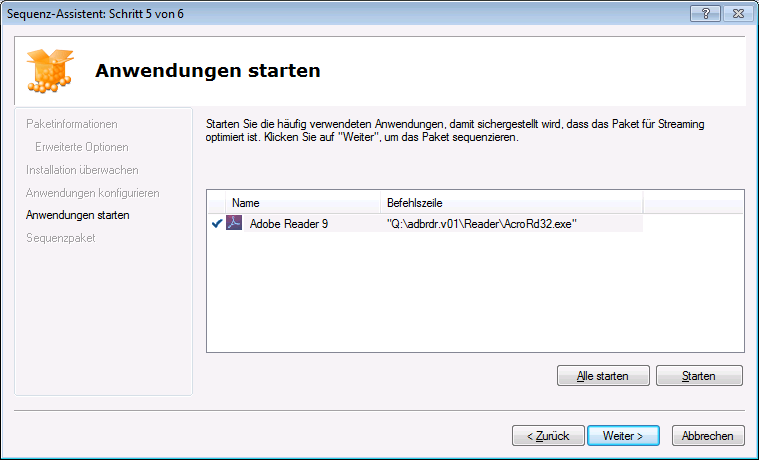 Sequenz-Assistent: Schritt 5 von 6
Anwendungen starten
Paketinformationen
Erweiterte Optionen
Installation überwachen
Anwendungen konfigurieren
Anwendungen starten
Sequenzpaket
Starten Sie die häufig verwendeten Anwendungen, damit sichergestellt wird, dass das Paket für Streaming
optimiert ist. Klicken Sie auf "Weiter", um das Paket sequenzieren.
Name Befehlszeile
Adobe Reader 9 "Q:\adbrdr.v01\Reader\AcroRd32.exe"
Alle starten Starten
< Zurück Weiter > Abbrechen